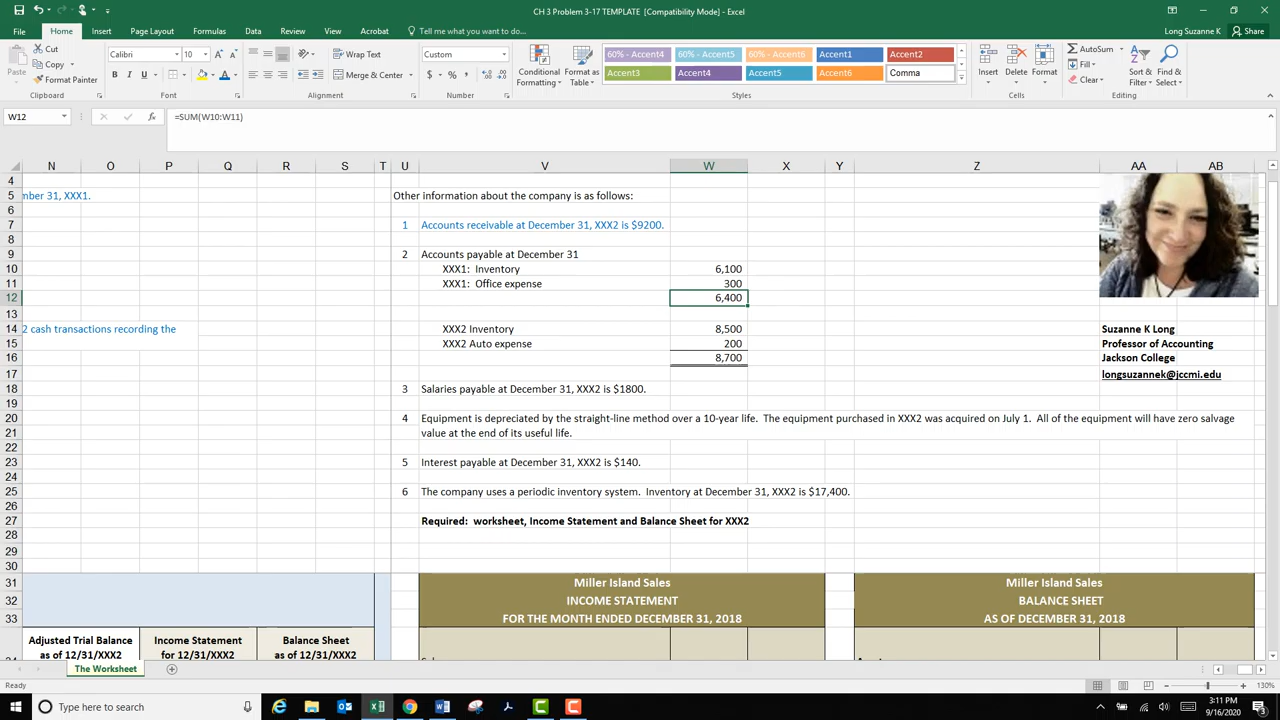 CH 3 Problem 3-17 TEMPLATE [Compatibility Mode] - Excel
File Home Insert Page Layout Formulas Data Review View Acrobat Tell me what you want to do... Long Suzanne K Share
Cut Calibri 10 Wrap Text Custom 60% - Accent4 60% - Accent5 60% - Accent6 Accent1 Accent2 AutoSum
Paste Format Painter Merge & Center Conditional Formatting Format as Table Accent3 Accent4 Accent5 Accent6 Comma Insert Delete Format Fill Clear Sort & Filter Find & Select
Clipboard Font Alignment Number Styles Cells Editing
W12 =SUM(W10:W11)
N O P Q R S T U V W X Y Z AA AB
4
5 mber 31, XXX1. Other information about the company is as follows:
6
7 1 Accounts receivable at December 31, XXX2 is $9200.
8
9 2 Accounts payable at December 31
10 XXX1: Inventory 6,100
11 XXX1: Office expense 300
12 6,400
13
14 2 cash transactions recording the XXX2 Inventory 8,500 Suzanne K Long
15 XXX2 Auto expense 200 Professor of Accounting
16 8,700 Jackson College
17 longsuzannek@jccmi.edu
18 3 Salaries payable at December 31, XXX2 is $1800.
19
20 4 Equipment is depreciated by the straight-line method over a 10-year life. The equipment purchased in XXX2 was acquired on July 1. All of the equipment will have zero salvage
21 value at the end of its useful life.
22
23 5 Interest payable at December 31, XXX2 is $140.
24
25 6 The company uses a periodic inventory system. Inventory at December 31, XXX2 is $17,400.
26
27 Required: worksheet, Income Statement and Balance Sheet for XXX2
28
29
30
31 Miller Island Sales Miller Island Sales
32 INCOME STATEMENT BALANCE SHEET
33 FOR THE MONTH ENDED DECEMBER 31, 2018 AS OF DECEMBER 31, 2018
Adjusted Trial Balance Income Statement Balance Sheet
as of 12/31/XXX2 for 12/31/XXX2 as of 12/31/XXX2
The Worksheet
Ready 130%
Type here to search 3:11 PM
9/16/2020